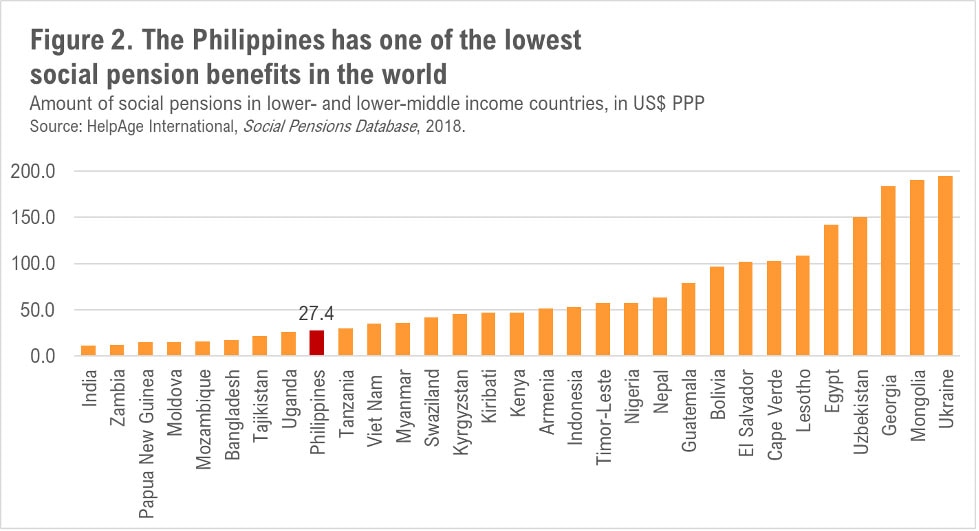 Figure 2. The Philippines has one of the lowest
social pension benefits in the world
Amount of social pensions in lower- and lower-middle income countries, in US$ PPP
Source: HelpAge International, Social Pensions Database, 2018.
200.0
150.0
100.0
50.0
0.0
27.4
India
Zambia
Papua New Guinea
Moldova
Mozambique
Bangladesh
Tajikistan
Uganda
Philippines
Tanzania
Viet Nam
Myanmar
Swaziland
Kyrgyzstan
Kiribati
Kenya
Armenia
Indonesia
Timor-Leste
Nigeria
Nepal
Guatemala
Bolivia
El Salvador
Cape Verde
Lesotho
Egypt
Uzbekistan
Georgia
Mongolia
Ukraine